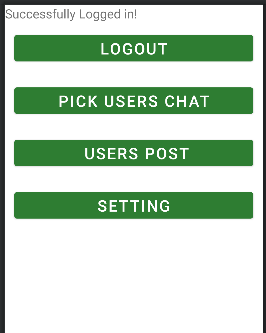 Successfully Logged in!
LOGOUT
PICK USERS CHAT
USERS POST
SETTING